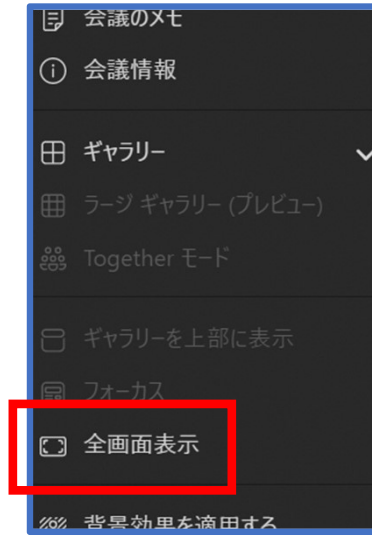 会議のメモ
会議情報
ギャラリー
ラージ ギャラリー (プレビュー)
Together モード
ギャラリーを上部に表示
フォーカス
全画面表示
背景効果を適用する